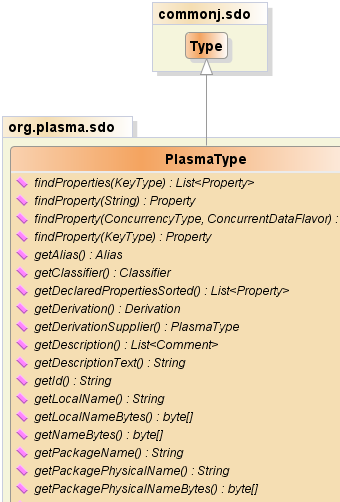 commonj.sdo
Type
org.plasma.sdo
PlasmaType
findProperties(KeyType) : List<Property>
findProperty(String) : Property
findProperty(ConcurrencyType, ConcurrentDataFlavor) :
findProperty(KeyType) : Property
getAlias() : Alias
getClassifier() : Classifier
getDeclaredPropertiesSorted() : List<Property>
getDerivation() : Derivation
getDerivationSupplier() : PlasmaType
getDescription() : List<Comment>
getDescriptionText() : String
getId() : String
getLocalName() : String
getLocalNameBytes() : byte[]
getNameBytes() : byte[]
getPackageName() : String
getPackagePhysicalName() : String
getPackagePhysicalNameBytes() : byte[]